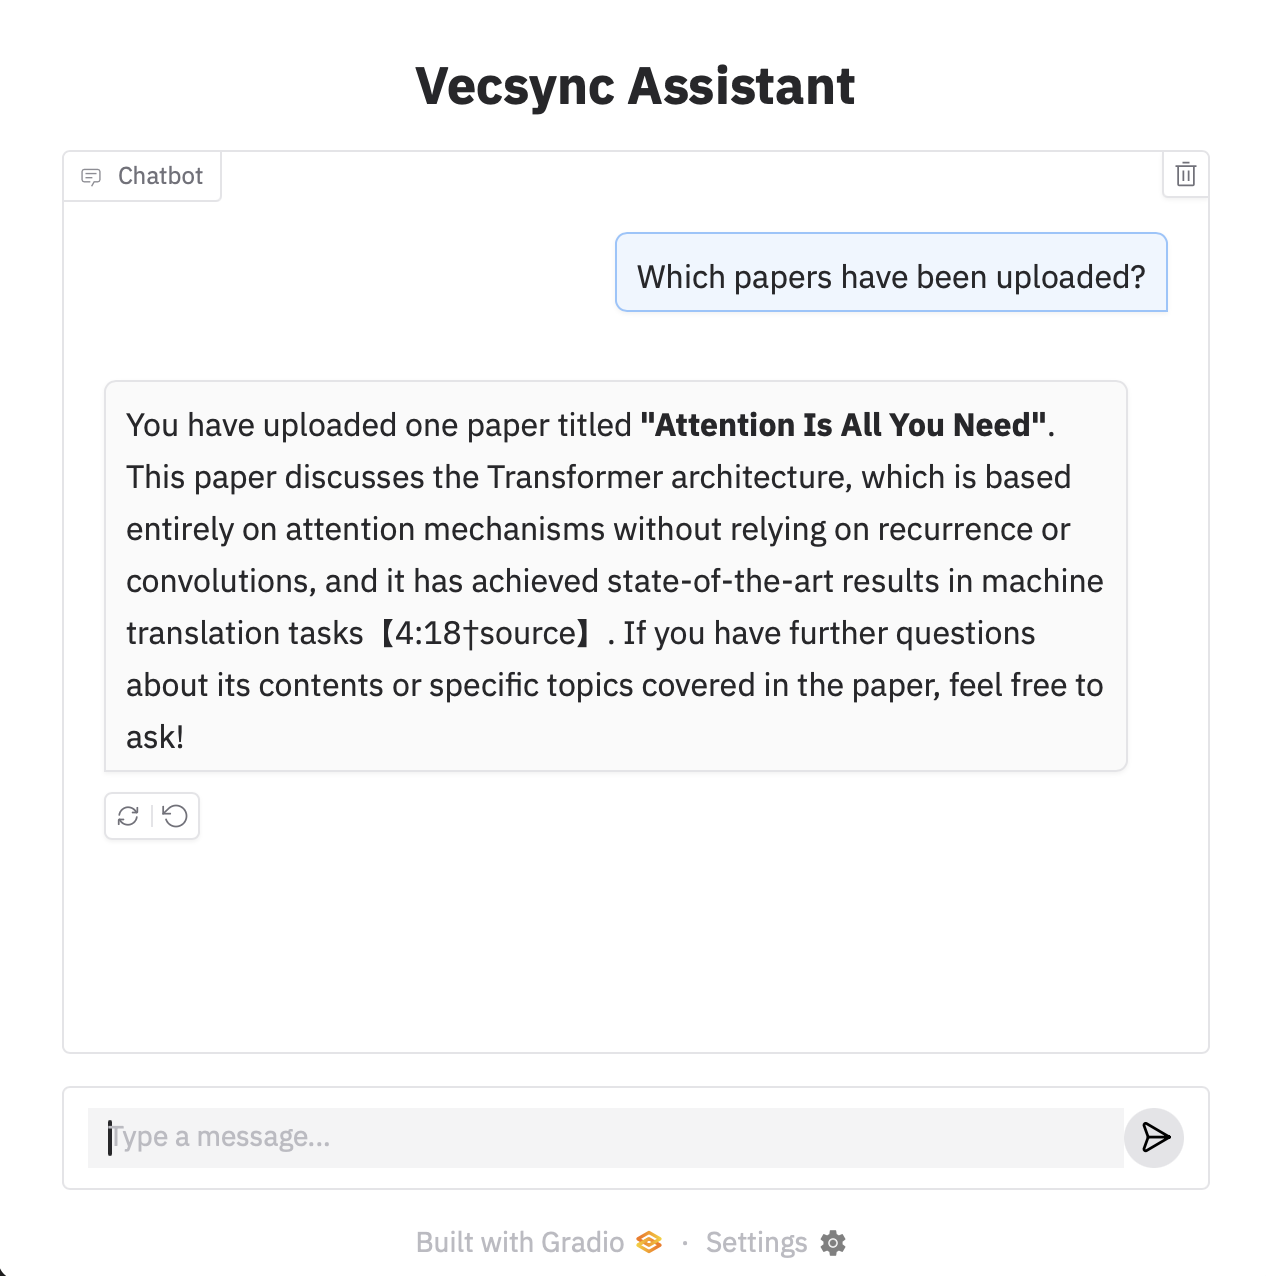 Vecsync Assistant
Chatbot
Which papers have been uploaded?
You have uploaded one paper titled "Attention Is All You Need".
This paper discusses the Transformer architecture, which is based
entirely on attention mechanisms without relying on recurrence or
convolutions, and it has achieved state-of-the-art results in machine
translation tasks【4:18†source】. If you have further questions
about its contents or specific topics covered in the paper, feel free to
ask!
Type a message...
Built with Gradio · Settings